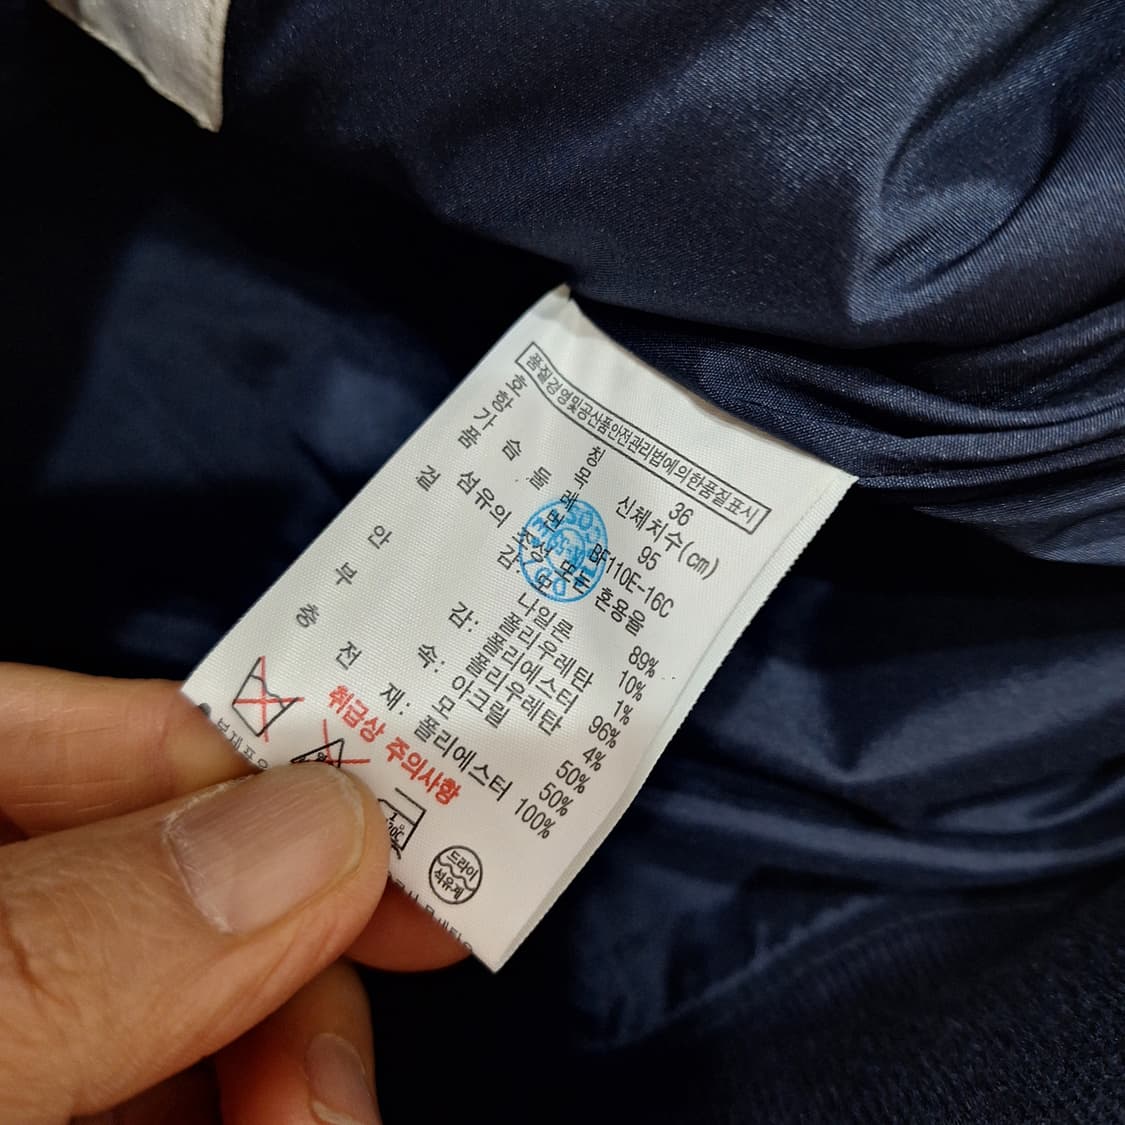 품질경영및공산품안전관리법에의한품질표시
호 칭 36
항 목 신체치수(cm)
가 슴 둘 레 95
품 번 BF110E-16C
섬유의 조성 또는 혼용율
겉 감: 모 89%
나일론 10%
폴리우레탄 1%
안 감: 폴리에스터 96%
폴리우레탄 4%
부 속: 아크릴 50%
모 50%
충 전 재: 폴리에스터 100%
취급상 주의사항
드라이
석유계